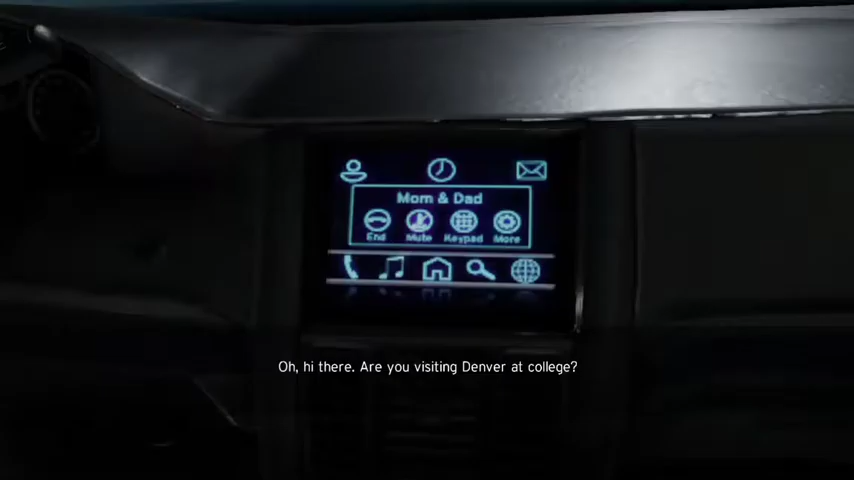 Mom & Dad
End Mute Keypad More
Oh, hi there. Are you visiting Denver at college?